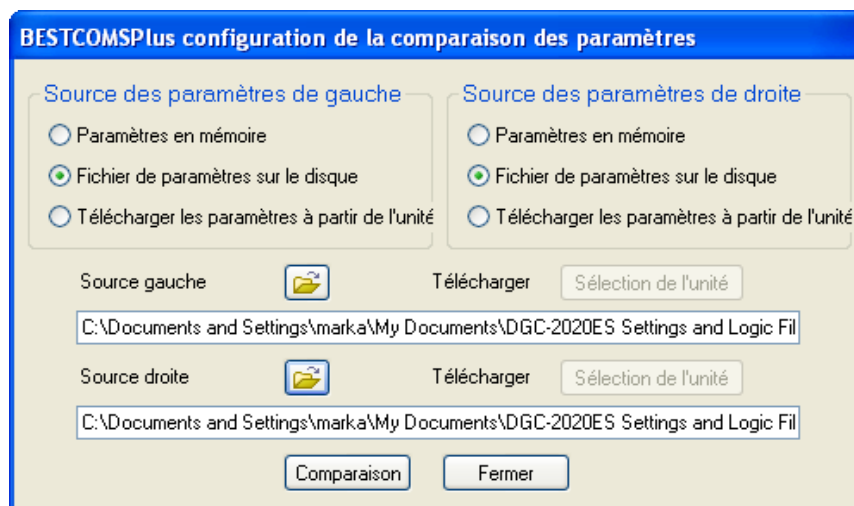 BESTCOMSPlus configuration de la comparaison des paramètres
Source des paramètres de gauche
Paramètres en mémoire
Fichier de paramètres sur le disque
Télécharger les paramètres à partir de l'unité
Source des paramètres de droite
Paramètres en mémoire
Fichier de paramètres sur le disque
Télécharger les paramètres à partir de l'unité
Source gauche Télécharger Sélection de l'unité
C:\Documents and Settings\marka\My Documents\DGC-2020ES Settings and Logic Fil
Source droite Télécharger Sélection de l'unité
C:\Documents and Settings\marka\My Documents\DGC-2020ES Settings and Logic Fil
Comparaison Fermer